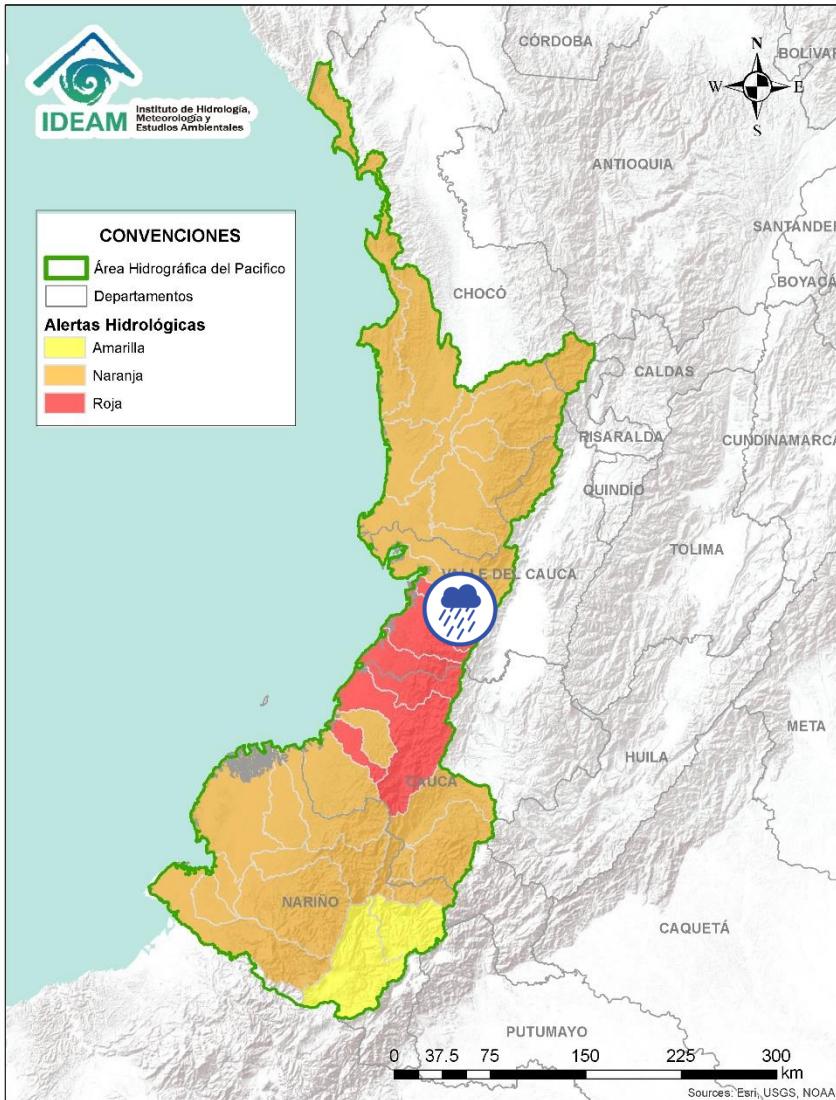 IDEAM
Instituto de Hidrología,
Meteorología y
Estudios Ambientales
CÓRDOBA
BOLÍVAR
N
W
E
S
ANTIOQUIA
CONVENCIONES
Área Hidrográfica del Pacifico
Departamentos
Alertas Hidrológicas
Amarilla
Naranja
Roja
SANTANDER
BOYACÁ
CHOCÓ
CALDAS
RISARALDA
CUNDINAMARCA
QUINDÍO
TOLIMA
VALLE DEL CAUCA
META
HUILA
CAUCA
NARIÑO
CAQUETÁ
PUTUMAYO
0 37.5 75 150 225 300
km
Sources: Esri, USGS, NOAA